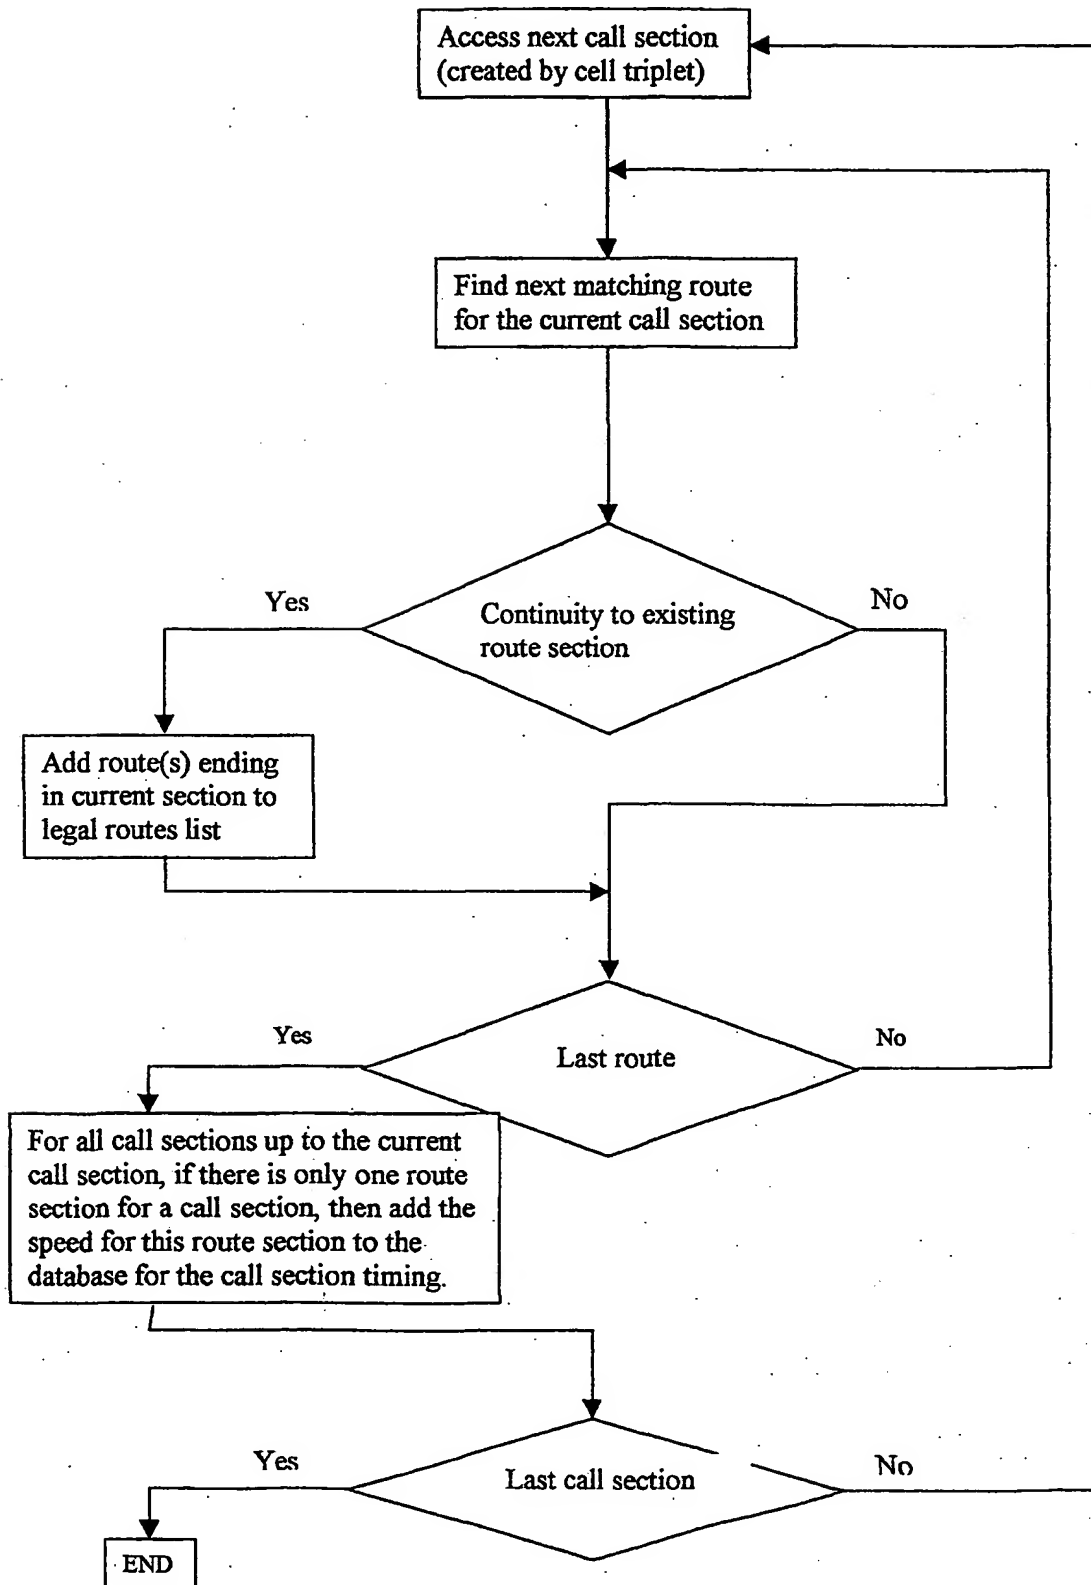 Access next call section
(created by cell triplet)
Find next matching route
for the current call section
Yes
Continuity to existing
route section
No
Add route(s) ending
in current section to
legal routes list
Yes
Last route
No
For all call sections up to the current
call section, if there is only one route
section for a call section, then add the
speed for this route section to the
database for the call section timing.
Yes
Last call section
No
END